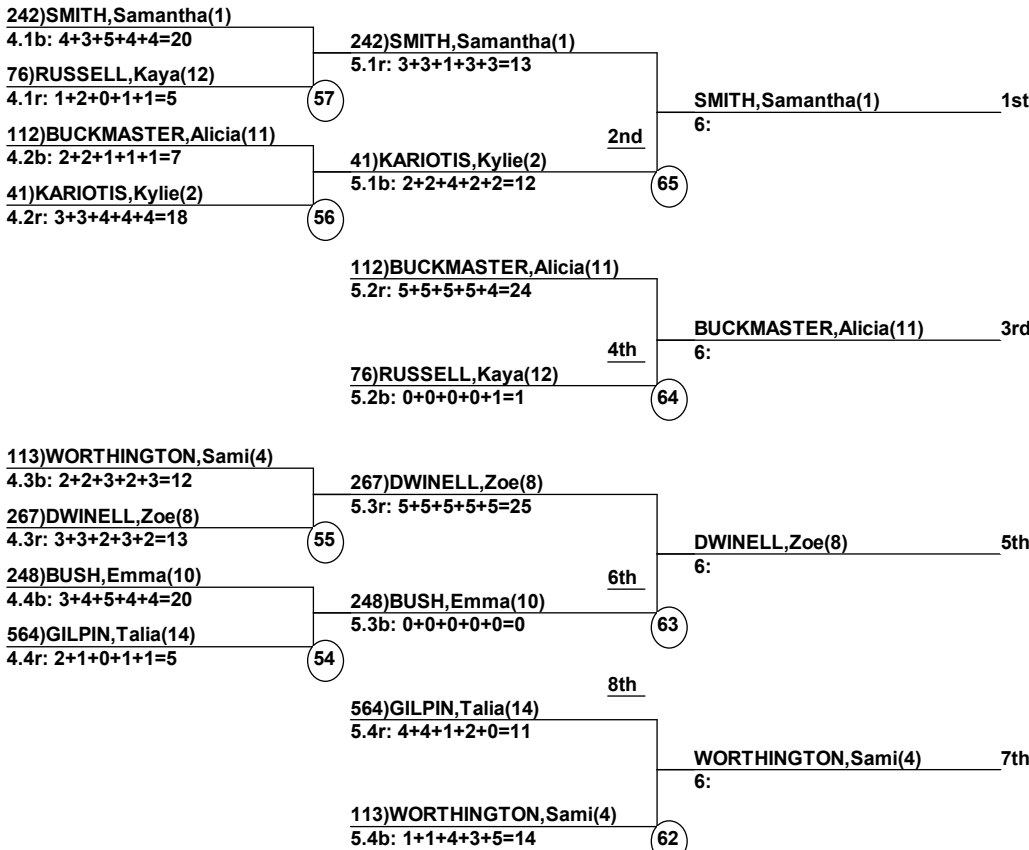 242)SMITH,Samantha(1)
4.1b: 4+3+5+4+4=20
76)RUSSELL,Kaya(12)
4.1r: 1+2+0+1+1=5
57
112)BUCKMASTER,Alicia(11)
4.2b: 2+2+1+1+1=7
41)KARIOTIS,Kylie(2)
4.2r: 3+3+4+4+4=18
56
242)SMITH,Samantha(1)
5.1r: 3+3+1+3+3=13
2nd
41)KARIOTIS,Kylie(2)
5.1b: 2+2+4+2+2=12
65
SMITH,Samantha(1) 1st
6:
112)BUCKMASTER,Alicia(11)
5.2r: 5+5+5+5+4=24
4th
76)RUSSELL,Kaya(12)
5.2b: 0+0+0+0+1=1
64
BUCKMASTER,Alicia(11) 3rd
6:
113)WORTHINGTON,Sami(4)
4.3b: 2+2+3+2+3=12
267)DWINELL,Zoe(8)
4.3r: 3+3+2+3+2=13
55
248)BUSH,Emma(10)
4.4b: 3+4+5+4+4=20
564)GILPIN,Talia(14)
4.4r: 2+1+0+1+1=5
54
267)DWINELL,Zoe(8)
5.3r: 5+5+5+5+5=25
6th
248)BUSH,Emma(10)
5.3b: 0+0+0+0+0=0
63
DWINELL,Zoe(8) 5th
6:
8th
564)GILPIN,Talia(14)
5.4r: 4+4+1+2+0=11
113)WORTHINGTON,Sami(4)
5.4b: 1+1+4+3+5=14
62
WORTHINGTON,Sami(4) 7th
6: